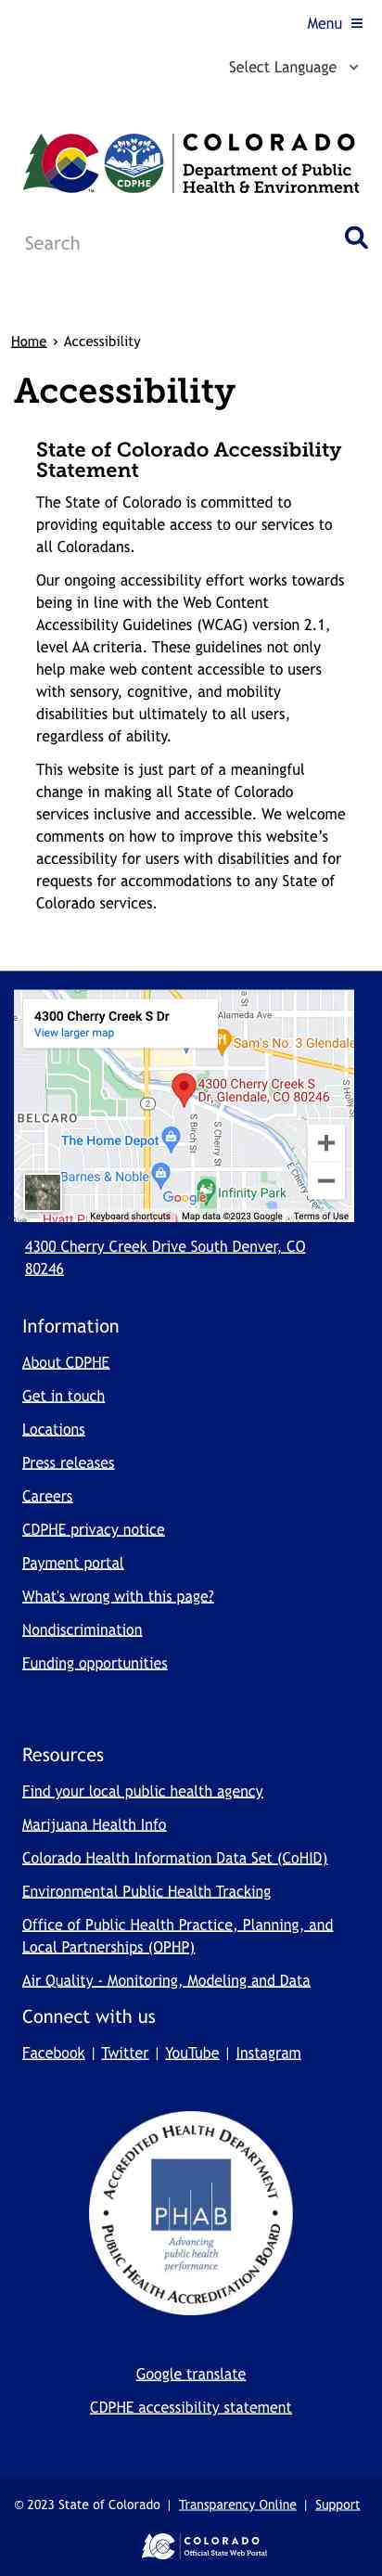 Menu
Select Language
CDPHE
COLORADO
Department of Public
Health & Environment
Search
Home › Accessibility
Accessibility
State of Colorado Accessibility
Statement
The State of Colorado is committed to
providing equitable access to our services to
all Coloradans.
Our ongoing accessibility effort works towards
being in line with the Web Content
Accessibility Guidelines (WCAG) version 2.1,
level AA criteria. These guidelines not only
help make web content accessible to users
with sensory, cognitive, and mobility
disabilities but ultimately to all users,
regardless of ability.
This website is just part of a meaningful
change in making all State of Colorado
services inclusive and accessible. We welcome
comments on how to improve this website’s
accessibility for users with disabilities and for
requests for accommodations to any State of
Colorado services.
4300 Cherry Creek S Dr
View larger map
Alameda Ave
Sam's No. 3 Glendale
4300 Cherry Creek S
Dr, Glendale, CO 80246
2
BELCARO
S Birch St
S Cherry St
S Holly St
The Home Depot
E Cherry Creek
Barnes & Noble
Google
Infinity Park
Hyatt P
Keyboard shortcuts
Map data ©2023 Google
Terms of Use
4300 Cherry Creek Drive South Denver, CO
80246
Information
About CDPHE
Get in touch
Locations
Press releases
Careers
CDPHE privacy notice
Payment portal
What's wrong with this page?
Nondiscrimination
Funding opportunities
Resources
Find your local public health agency
Marijuana Health Info
Colorado Health Information Data Set (CoHID)
Environmental Public Health Tracking
Office of Public Health Practice, Planning, and
Local Partnerships (OPHP)
Air Quality - Monitoring, Modeling and Data
Connect with us
Facebook | Twitter | YouTube | Instagram
ACCREDITED HEALTH DEPARTMENT
PHAB
Advancing
public health
performance
PUBLIC HEALTH ACCREDITATION BOARD
Google translate
CDPHE accessibility statement
© 2023 State of Colorado | Transparency Online | Support
COLORADO
Official State Web Portal